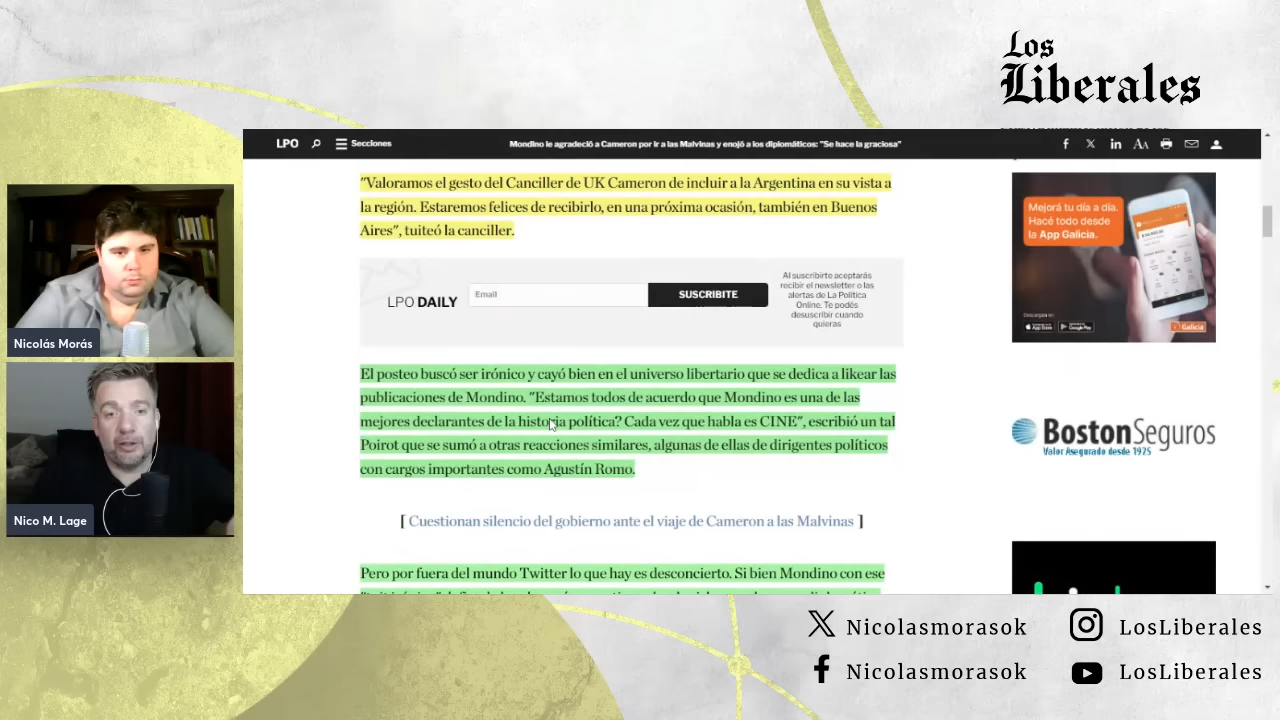 Los
Liberales
LPO
Secciones
Mondino le agradeció a Cameron por ir a las Malvinas y enojó a los diplomáticos: "Se hace la graciosa"
"Valoramos el gesto del Canciller de UK Cameron de incluir a la Argentina en su vista a
la región. Estaremos felices de recibirlo, en una próxima ocasión, también en Buenos
Aires", tuiteó la canciller.
LPO DAILY
Email
SUSCRIBITE
Al suscribirte aceptarás
recibir el newsletter o las
alertas de La Politica
Online. Te podés
desuscribir cuando
quieras
El posteo buscó ser irónico y cayó bien en el universo libertario que se dedica a likear las
publicaciones de Mondino. "Estamos todos de acuerdo que Mondino es una de las
mejores declarantes de la historia política? Cada vez que habla es CINE", escribió un tal
Poirot que se sumó a otras reacciones similares, algunas de ellas de dirigentes políticos
con cargos importantes como Agustín Romo.
[ Cuestionan silencio del gobierno ante el viaje de Cameron a las Malvinas ]
Pero por fuera del mundo Twitter lo que hay es desconcierto. Si bien Mondino con ese
Mejorá tu día a día.
Hacé todo desde
la App Galicia.
Galicia
BostonSeguros
Valor Asegurado desde 1925
Nicolás Morás
Nico M. Lage
Nicolasmorasok
LosLiberales
Nicolasmorasok
LosLiberales